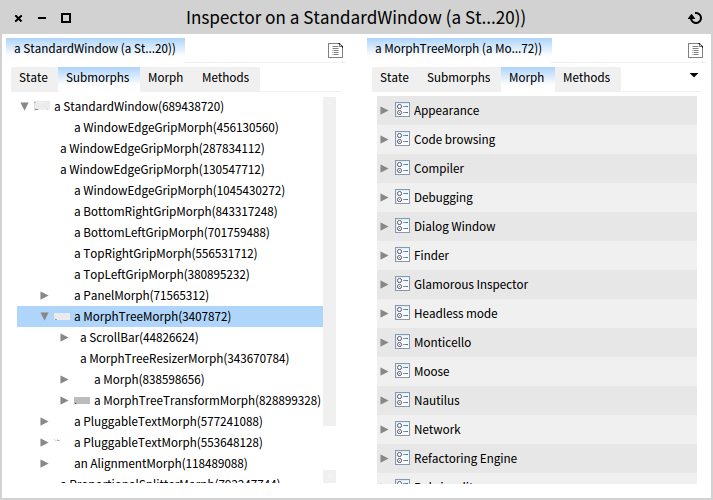 Inspector on a StandardWindow (a St...20))
a StandardWindow (a St...20))
State Submorphs Morph Methods
a StandardWindow(689438720)
a WindowEdgeGripMorph(456130560)
a WindowEdgeGripMorph(287834112)
a WindowEdgeGripMorph(130547712)
a WindowEdgeGripMorph(1045430272)
a BottomRightGripMorph(843317248)
a BottomLeftGripMorph(701759488)
a TopRightGripMorph(556531712)
a TopLeftGripMorph(380895232)
a PanelMorph(71565312)
a MorphTreeMorph(3407872)
a ScrollBar(44826624)
a MorphTreeResizerMorph(343670784)
a Morph(838598656)
a MorphTreeTransformMorph(828899328)
a PluggableTextMorph(577241088)
a PluggableTextMorph(553648128)
an AlignmentMorph(118489088)
a MorphTreeMorph (a Mo...72))
State Submorphs Morph Methods
Appearance
Code browsing
Compiler
Debugging
Dialog Window
Finder
Glamorous Inspector
Headless mode
Monticello
Moose
Nautilus
Network
Refactoring Engine